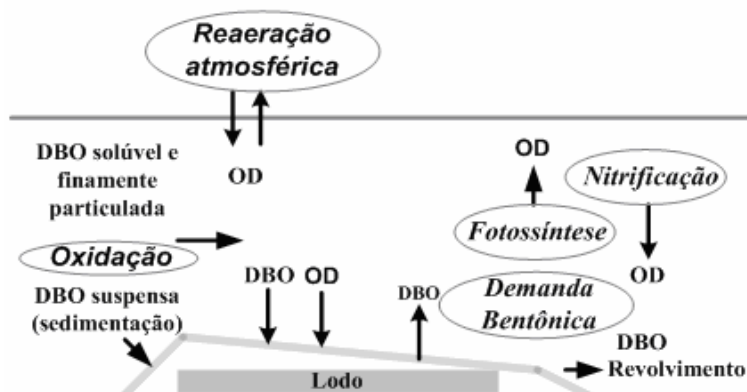 Reaeração
atmosférica
DBO solúvel e
finamente
particulada
OD
OD
Nitrificação
Fotossíntese
Oxidação
OD
DBO suspensa
(sedimentação)
DBO OD
DBO
Demanda
Bentônica
DBO
Revolvimento
Lodo